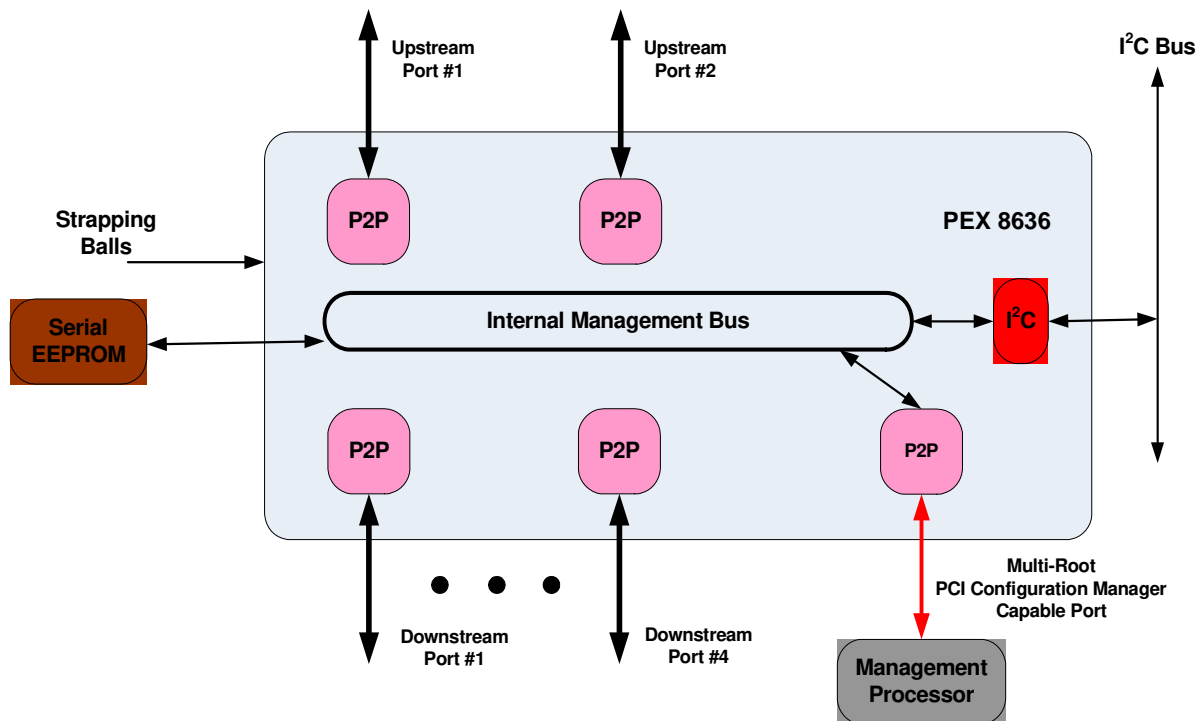 Upstream
Port #1
Upstream
Port #2
I²C Bus
P2P
P2P
PEX 8636
Strapping
Balls
Serial
EEPROM
Internal Management Bus
I²C
P2P
P2P
P2P
Multi-Root
PCI Configuration Manager
Capable Port
Downstream
Port #1
Downstream
Port #4
Management
Processor